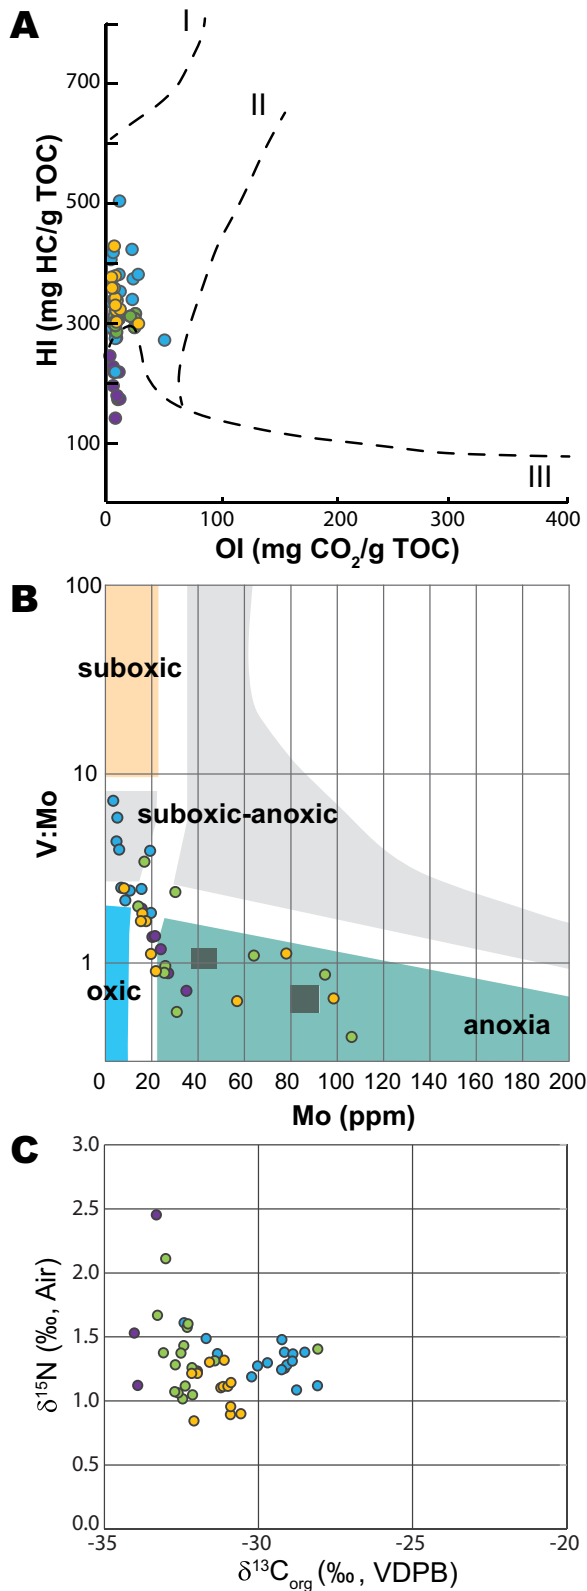 A
I
II
III
700
500
300
100
HI (mg HC/g TOC)
0
100
200
300
400
OI (mg CO₂/g TOC)
B
100
10
1
V:Mo
suboxic
suboxic-anoxic
oxic
anoxia
0 20 40 60 80 100 120 140 160 180 200
Mo (ppm)
C
3.0
2.5
2.0
1.5
1.0
0.5
0.0
δ¹⁵N (‰, Air)
-35 -30 -25 -20
δ¹³Corg (‰, VDPB)